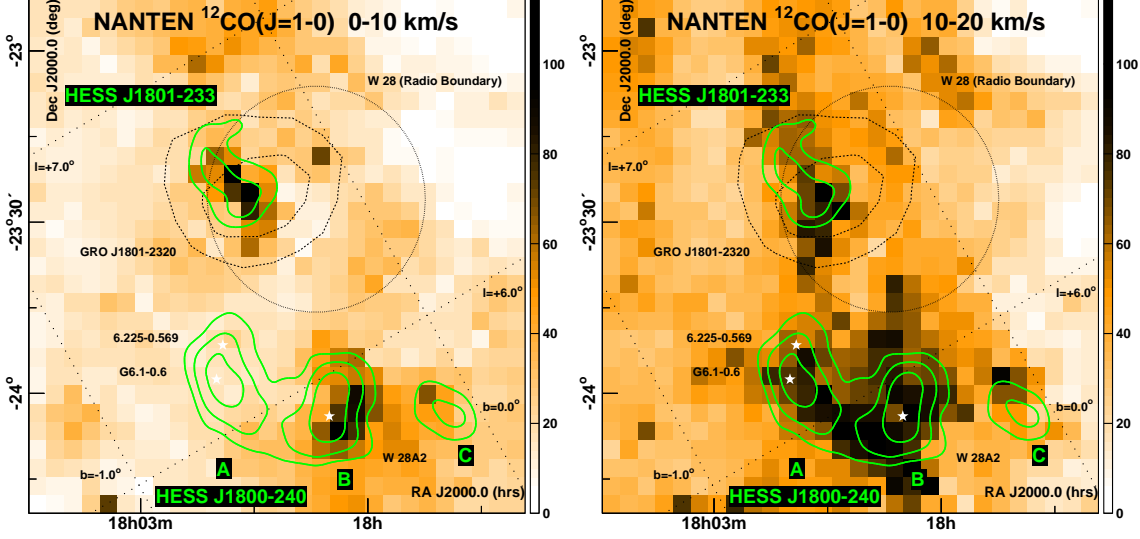 NANTEN ¹²CO(J=1-0) 0-10 km/s
Dec J2000.0 (deg)
-23°
-23°30′
-24°
W 28 (Radio Boundary)
HESS J1801-233
l=+7.0°
GRO J1801-2320
l=+6.0°
6.225-0.569
G6.1-0.6
b=0.0°
W 28A2
b=-1.0°
A
B
C
HESS J1800-240
RA J2000.0 (hrs)
18h03m
18h
100
80
60
40
20
0
NANTEN ¹²CO(J=1-0) 10-20 km/s
Dec J2000.0 (deg)
-23°
-23°30′
-24°
W 28 (Radio Boundary)
HESS J1801-233
l=+7.0°
GRO J1801-2320
l=+6.0°
6.225-0.569
G6.1-0.6
b=0.0°
W 28A2
b=-1.0°
A
B
C
HESS J1800-240
RA J2000.0 (hrs)
18h03m
18h
100
80
60
40
20
0